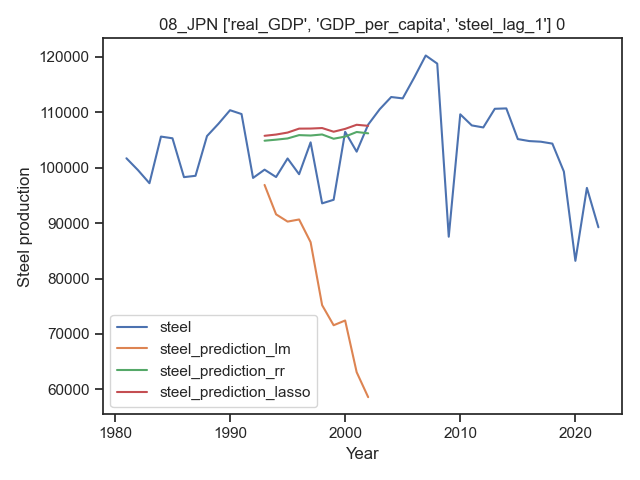 08_JPN ['real_GDP', 'GDP_per_capita', 'steel_lag_1'] 0
120000
110000
100000
90000
80000
70000
60000
Steel production
steel
steel_prediction_lm
steel_prediction_rr
steel_prediction_lasso
1980
1990
2000
2010
2020
Year